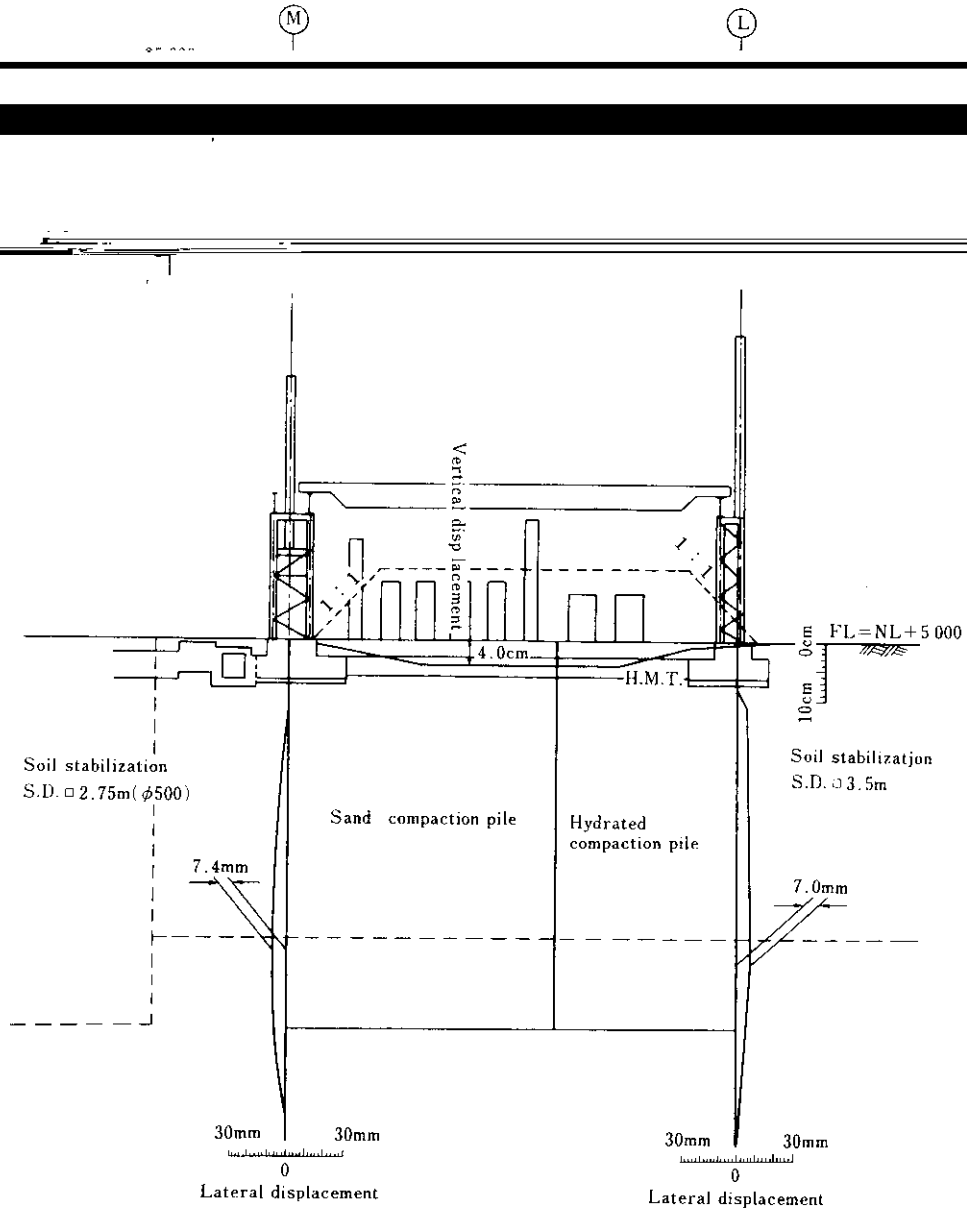 M
L
Vertical disp lacement
1:1
1:1
4.0cm
H.M.T.
0cm
10cm
FL=NL+5 000
Soil stabilization
S.D. □ 2.75m(ϕ500)
Sand compaction pile
Hydrated
compaction pile
Soil stabilization
S.D. □ 3.5m
7.4mm
7.0mm
30mm
30mm
0
Lateral displacement
30mm
30mm
0
Lateral displacement